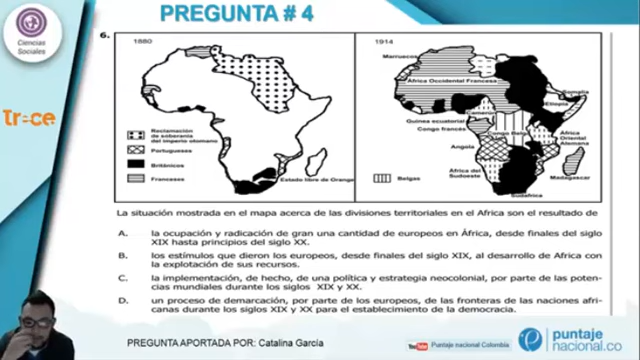 PREGUNTA # 4
Ciencias
Sociales
Tr=ce
6.
1880
Reclamación
de soberanía
del imperio otomano
Portugueses
Británicos
Franceses
Estado libre de Orange
1914
Marruecos
África Occidental Francesa
Somalia
Etiopía
Camerún
Guinea ecuatorial
Congo francés
Congo Belga
África
Oriental
Alemana
Angola
África del
Sudoeste
Madagascar
Sudáfrica
Belgas
La situación mostrada en el mapa acerca de las divisiones territoriales en el Africa son el resultado de
A. la ocupación y radicación de gran una cantidad de europeos en África, desde finales del siglo
XIX hasta principios del siglo XX.
B. los estímulos que dieron los europeos, desde finales del siglo XIX, al desarrollo de Africa con
la explotación de sus recursos.
C. la implementación, de hecho, de una política y estrategia neocolonial, por parte de las poten-
cias mundiales durante los siglos XIX y XX.
D. un proceso de demarcación, por parte de los europeos, de las fronteras de las naciones afri-
canas durante los siglos XIX y XX para el establecimiento de la democracia.
PREGUNTA APORTADA POR: Catalina García
Puntaje nacional Colombia
puntaje
nacional.co